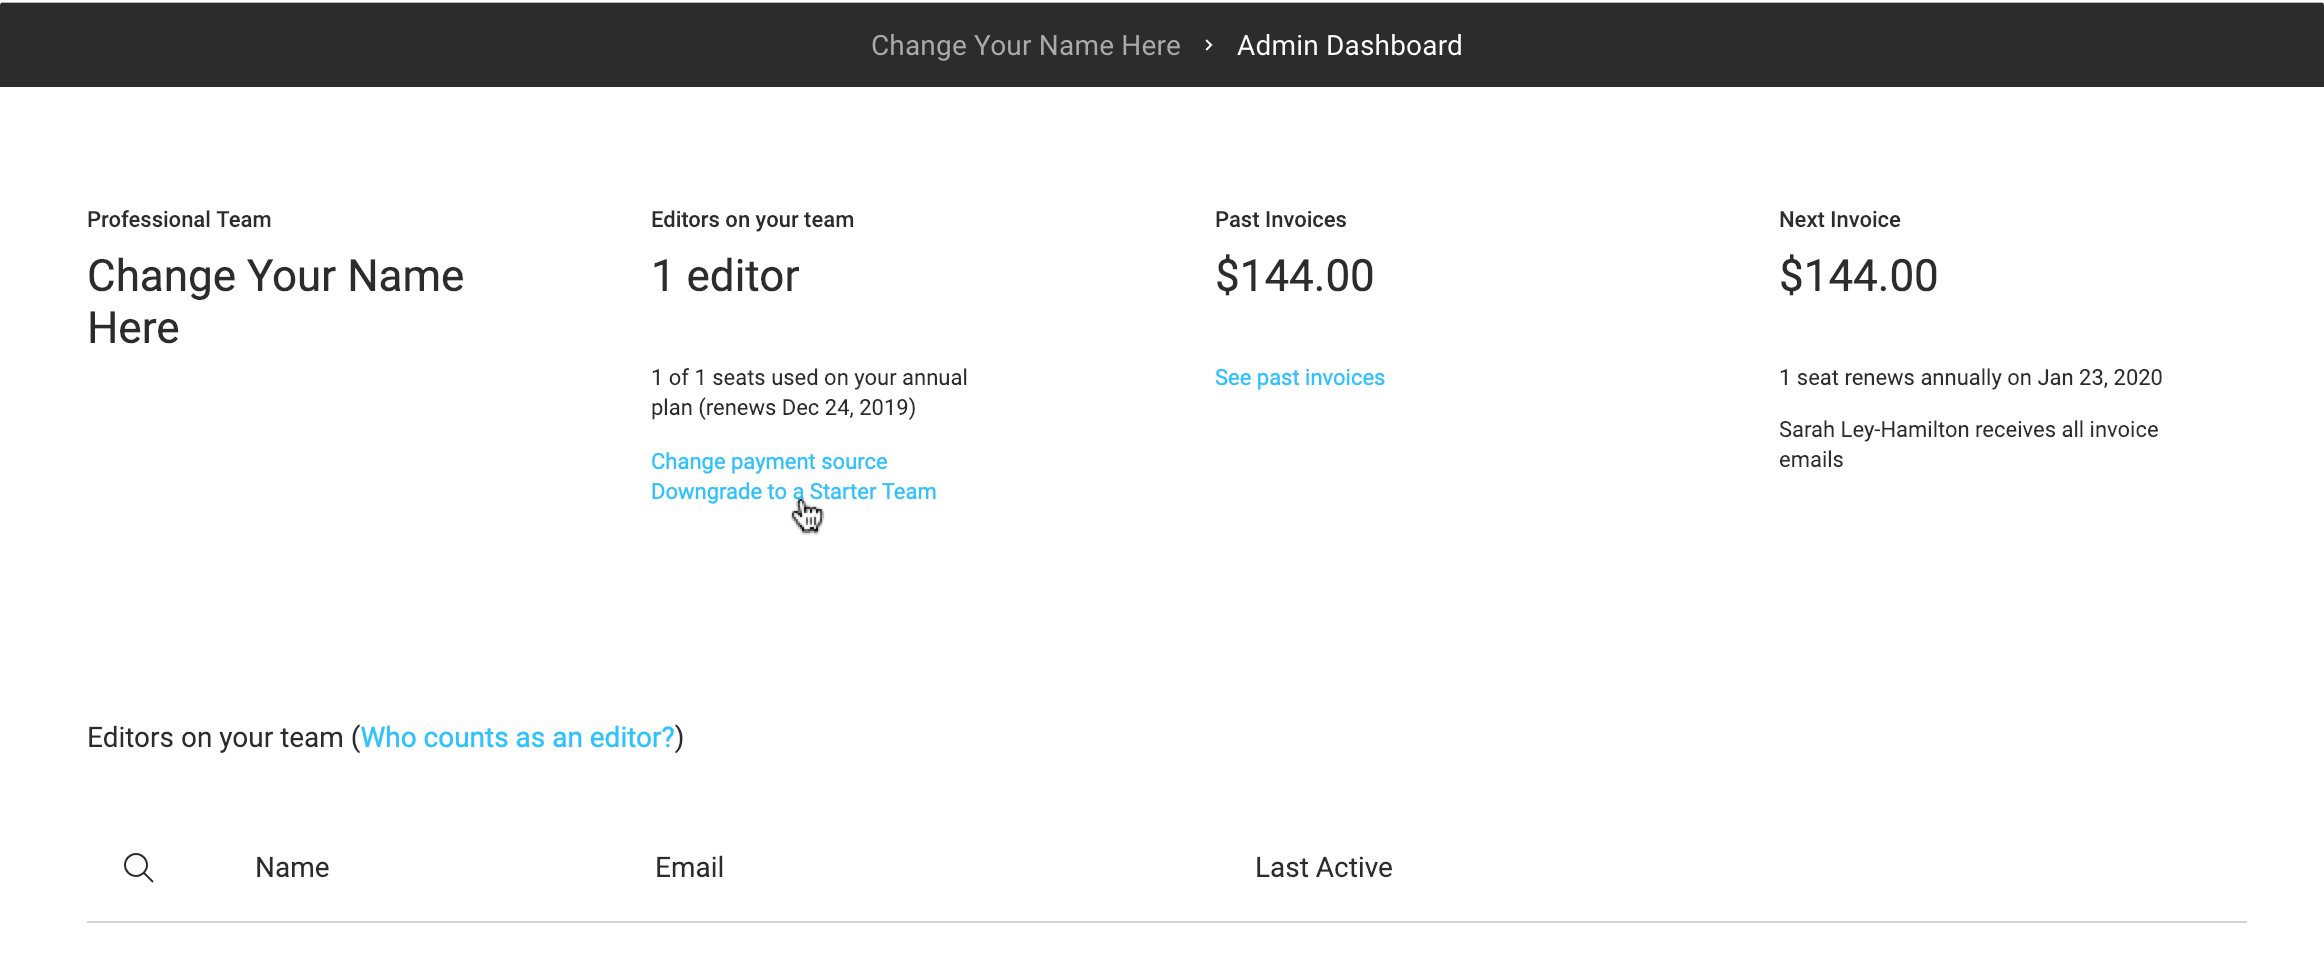 Change Your Name Here › Admin Dashboard
Professional Team
Change Your Name
Here
Editors on your team
1 editor
1 of 1 seats used on your annual
plan (renews Dec 24, 2019)
Change payment source
Downgrade to a Starter Team
Past Invoices
$144.00
See past invoices
Next Invoice
$144.00
1 seat renews annually on Jan 23, 2020
Sarah Ley-Hamilton receives all invoice
emails
Editors on your team (Who counts as an editor?)
Name Email Last Active